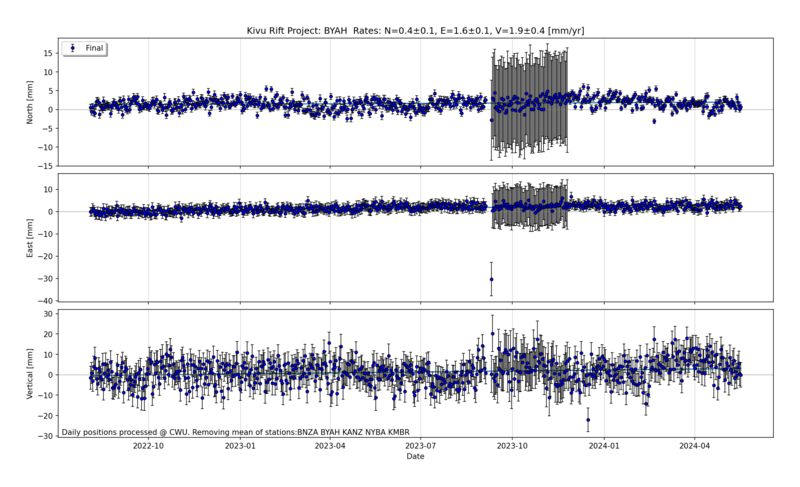 Kivu Rift Project: BYAH  Rates: N=0.4±0.1, E=1.6±0.1, V=1.9±0.4 [mm/yr]
Final
North [mm]
15
10
5
0
−5
−10
−15
East [mm]
10
0
−10
−20
−30
−40
Vertical [mm]
30
20
10
0
−10
−20
−30
Daily positions processed @ CWU. Removing mean of stations:BNZA BYAH KANZ NYBA KMBR
2022-10 2023-01 2023-04 2023-07 2023-10 2024-01 2024-04
Date